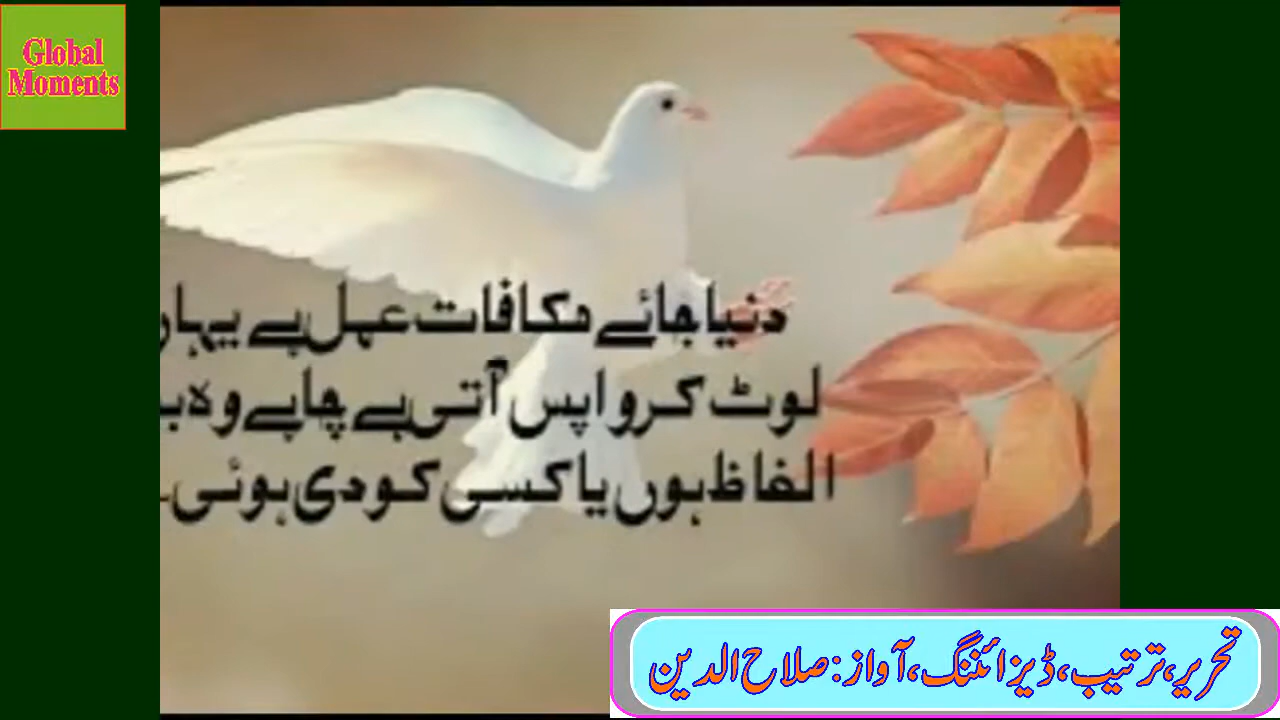 Global
Moments
دنیا جائے مکافات عمل ہے
لوٹ کر واپس آتی ہے چاہے وہ
الفاظ ہوں یا کسی کو دی ہوئی
تحریر، ترتیب، ڈیزائننگ، آواز: صلاح الدین